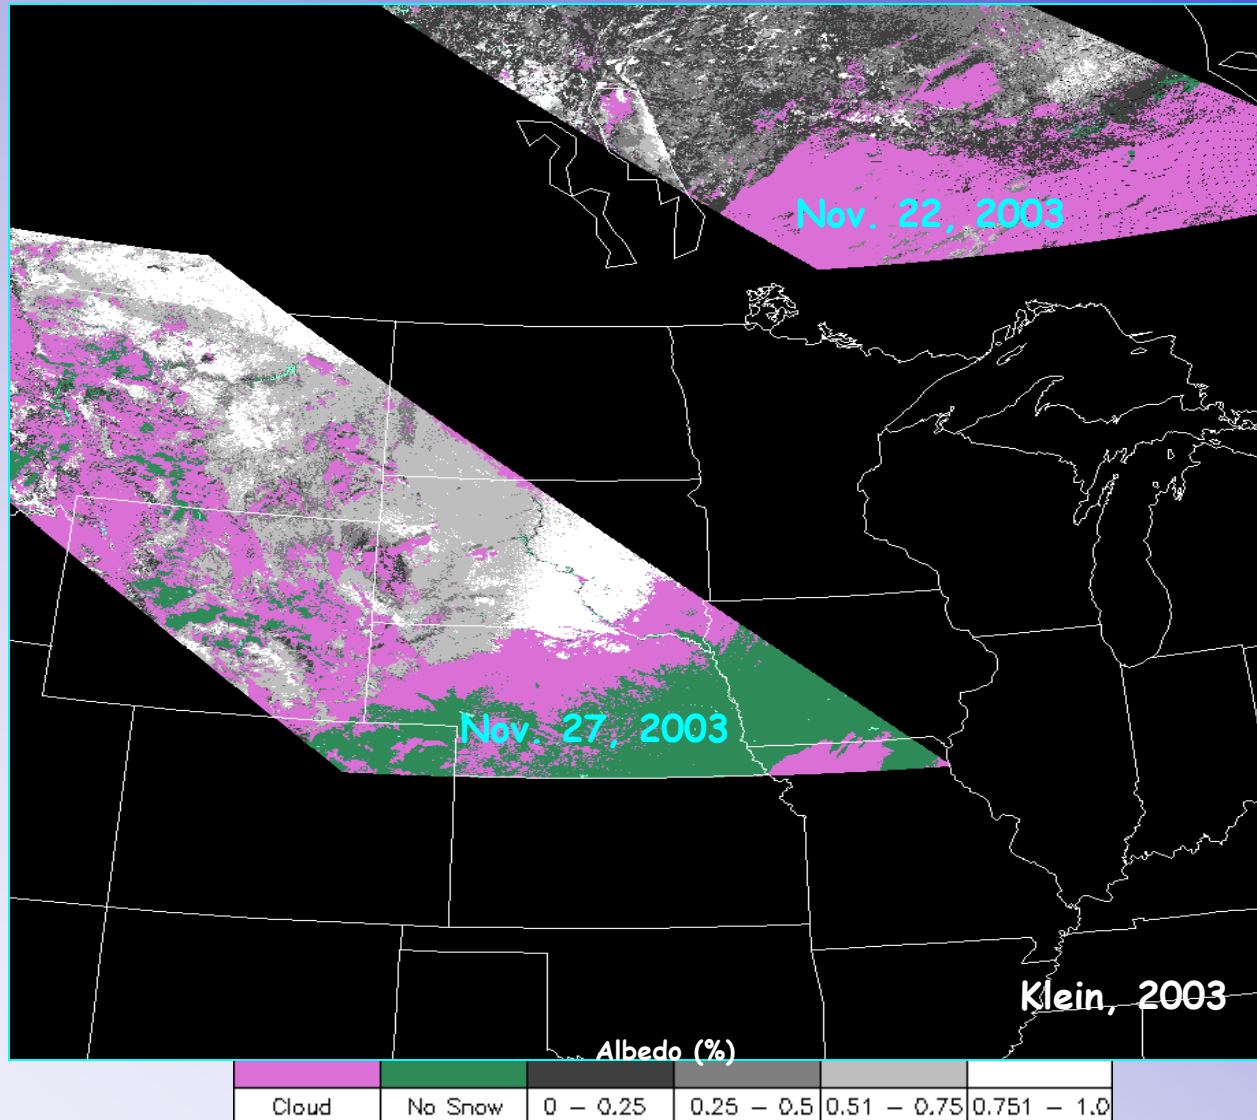 Nov. 22, 2003
Nov. 27, 2003
Klein, 2003
Albedo (%)
Cloud No Snow 0 – 0.25 0.25 – 0.5 0.51 – 0.75 0.751 – 1.0